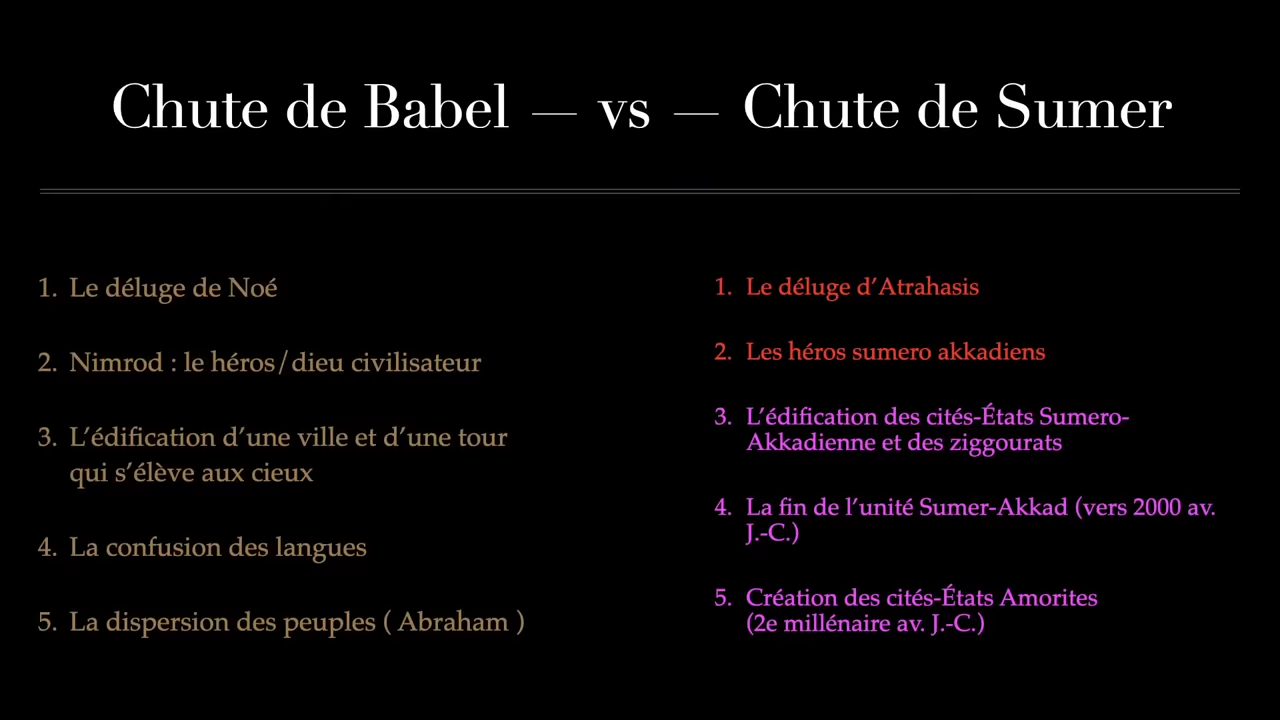 Chute de Babel — vs — Chute de Sumer
1. Le déluge de Noé
2. Nimrod : le héros/dieu civilisateur
3. L'édification d'une ville et d'une tour
qui s'élève aux cieux
4. La confusion des langues
5. La dispersion des peuples ( Abraham )
1. Le déluge d'Atrahasis
2. Les héros sumero akkadiens
3. L'édification des cités-États Sumero-
Akkadienne et des ziggourats
4. La fin de l'unité Sumer-Akkad (vers 2000 av.
J.-C.)
5. Création des cités-États Amorites
(2e millénaire av. J.-C.)